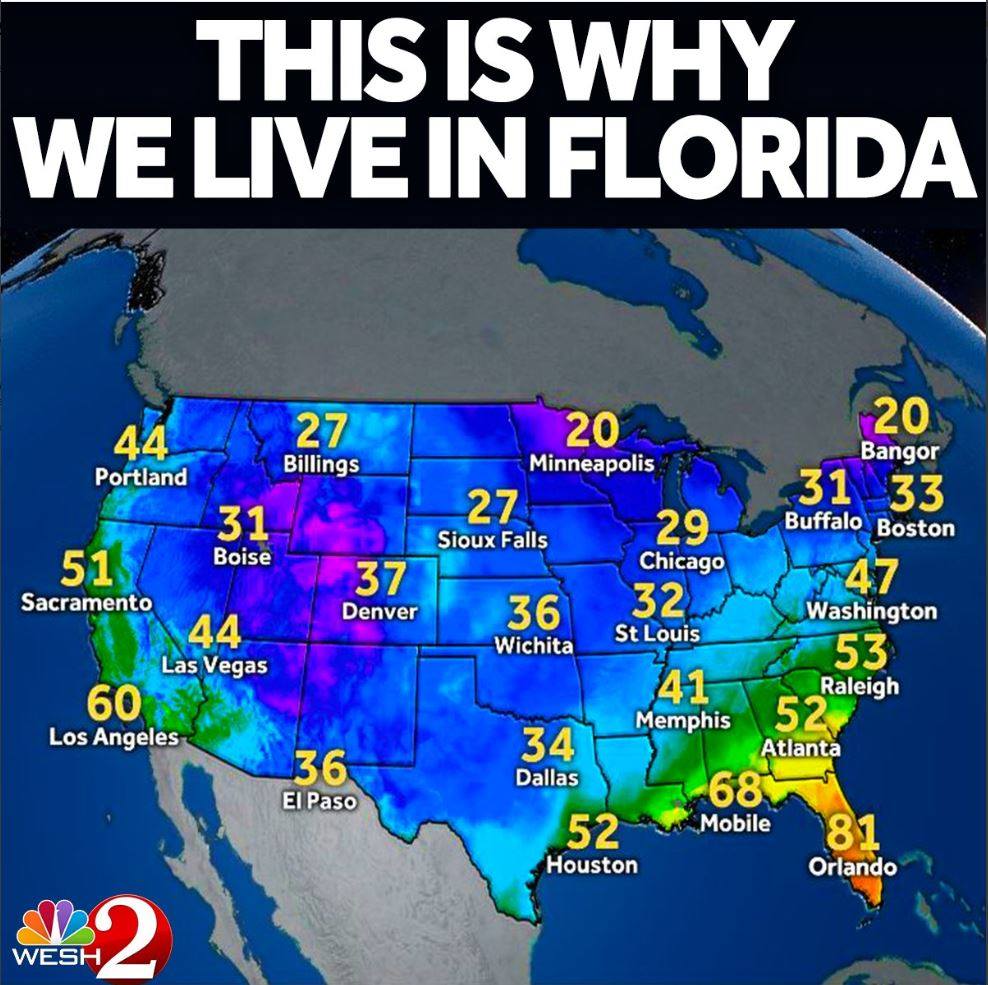 THIS IS WHY
WE LIVE IN FLORIDA
44
Portland
27
Billings
20
Minneapolis
20
Bangor
31
Boise
27
Sioux Falls
29
Chicago
31
Buffalo
33
Boston
51
Sacramento
37
Denver
36
Wichita
32
St Louis
47
Washington
44
Las Vegas
53
Raleigh
60
Los Angeles
41
Memphis
52
Atlanta
36
El Paso
34
Dallas
68
Mobile
52
Houston
81
Orlando
WESH 2